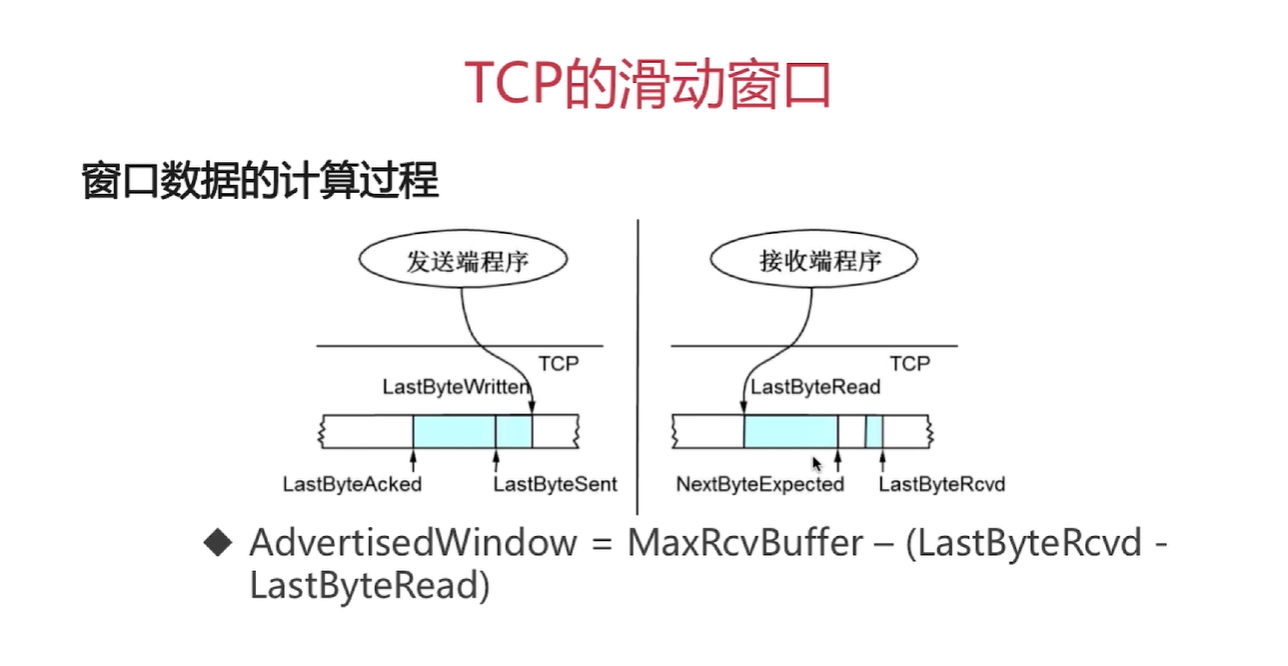 TCP的滑动窗口
窗口数据的计算过程
发送端程序
TCP
LastByteWritten
LastByteAcked
LastByteSent
接收端程序
TCP
LastByteRead
NextByteExpected
LastByteRcvd
◆ AdvertisedWindow = MaxRcvBuffer – (LastByteRcvd -
LastByteRead)